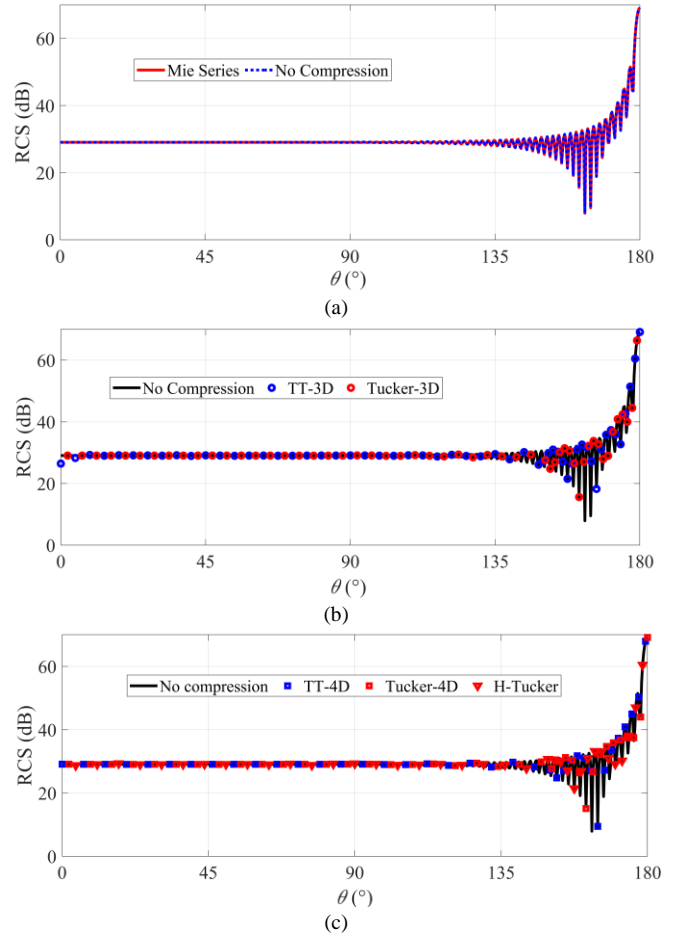 60
40
20
0
RCS (dB)
Mie Series No Compression
0 45 90 135 180
θ (°)
(a)
60
40
20
0
RCS (dB)
No Compression TT-3D Tucker-3D
0 45 90 135 180
θ (°)
(b)
60
40
20
0
RCS (dB)
No compression TT-4D Tucker-4D H-Tucker
0 45 90 135 180
θ (°)
(c)